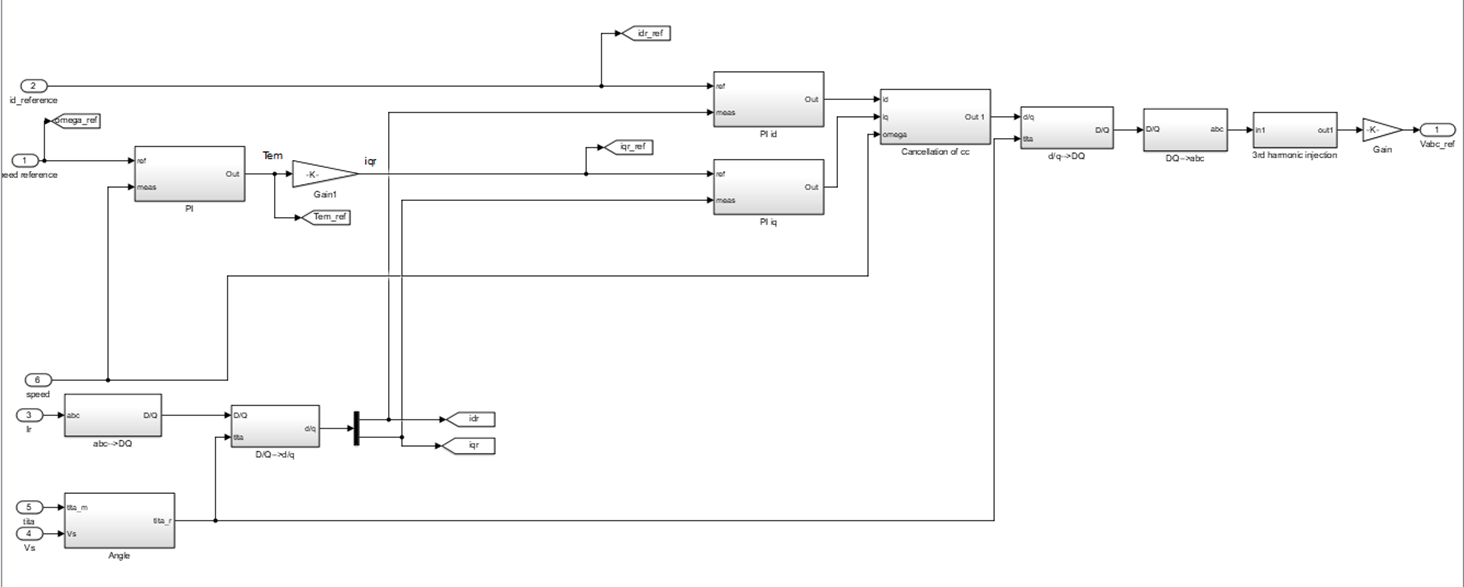 idr_ref
2
id_reference
ref
meas
Out
PI id
id
iq
omega
Out 1
Cancellation of cc
d/q
tita
D/Q
d/q-->DQ
D/Q
abc
DQ-->abc
in1
out1
3rd harmonic injection
-K-
Gain
1
Vabc_ref
omega_ref
1
eed reference
ref
meas
Out
PI
Tem
-K-
Gain1
iqr
Tem_ref
iqr_ref
ref
meas
Out
PI iq
6
speed
3
Ir
abc
D/Q
abc-->DQ
D/Q
tita
d/q
D/Q-->d/q
idr
iqr
5
tita
4
Vs
tita_m
Vs
tita_r
Angle